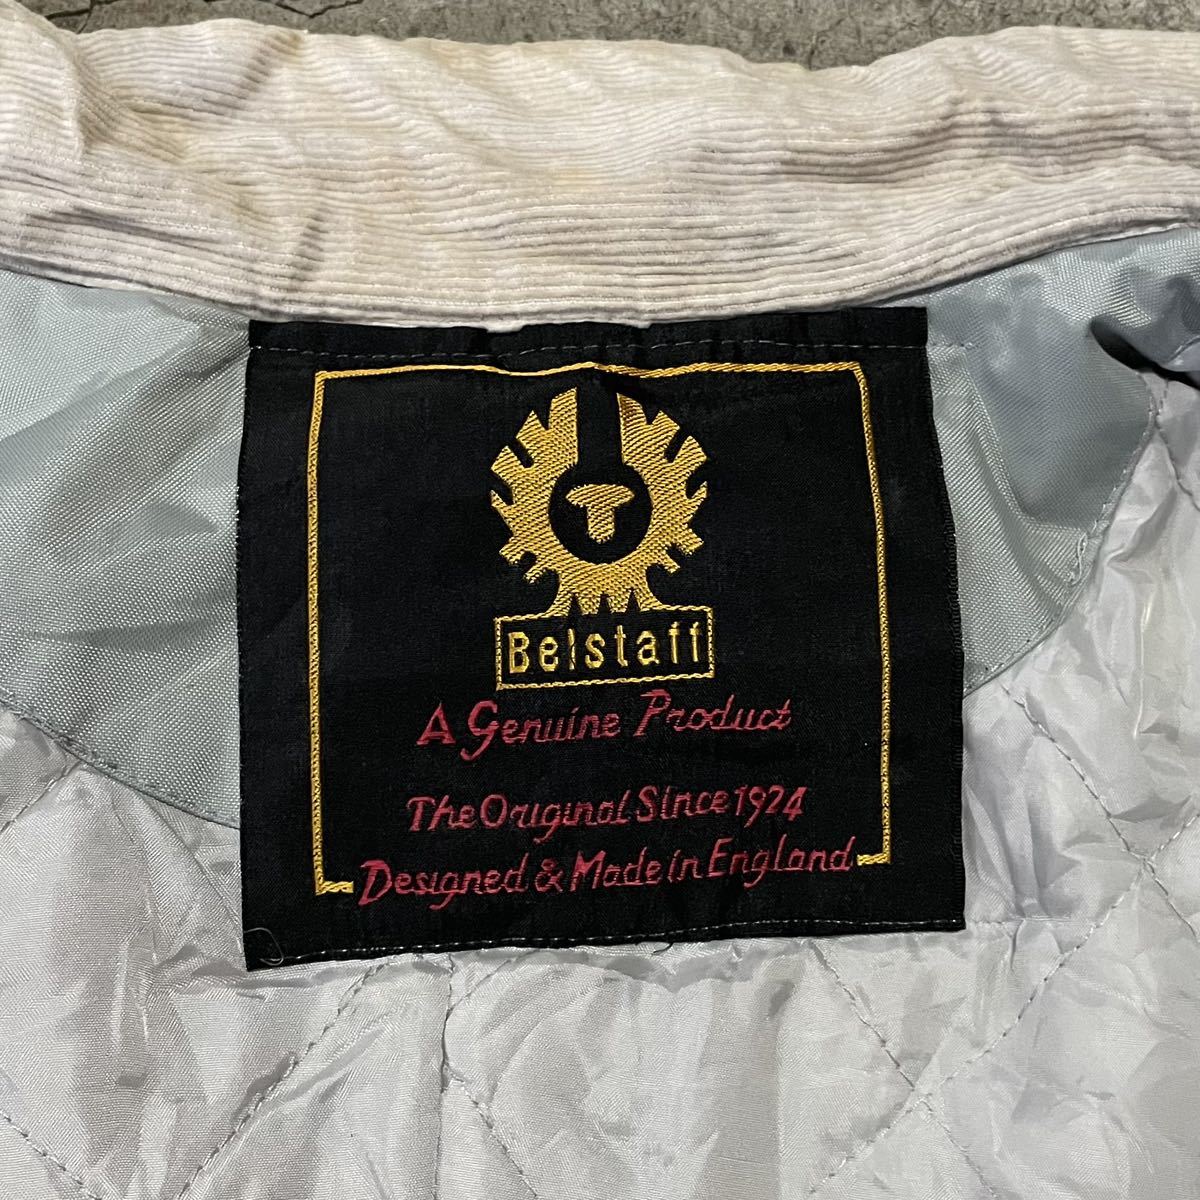 Belstaff
A Genuine Product
The Original Since 1924
Designed & Made in England